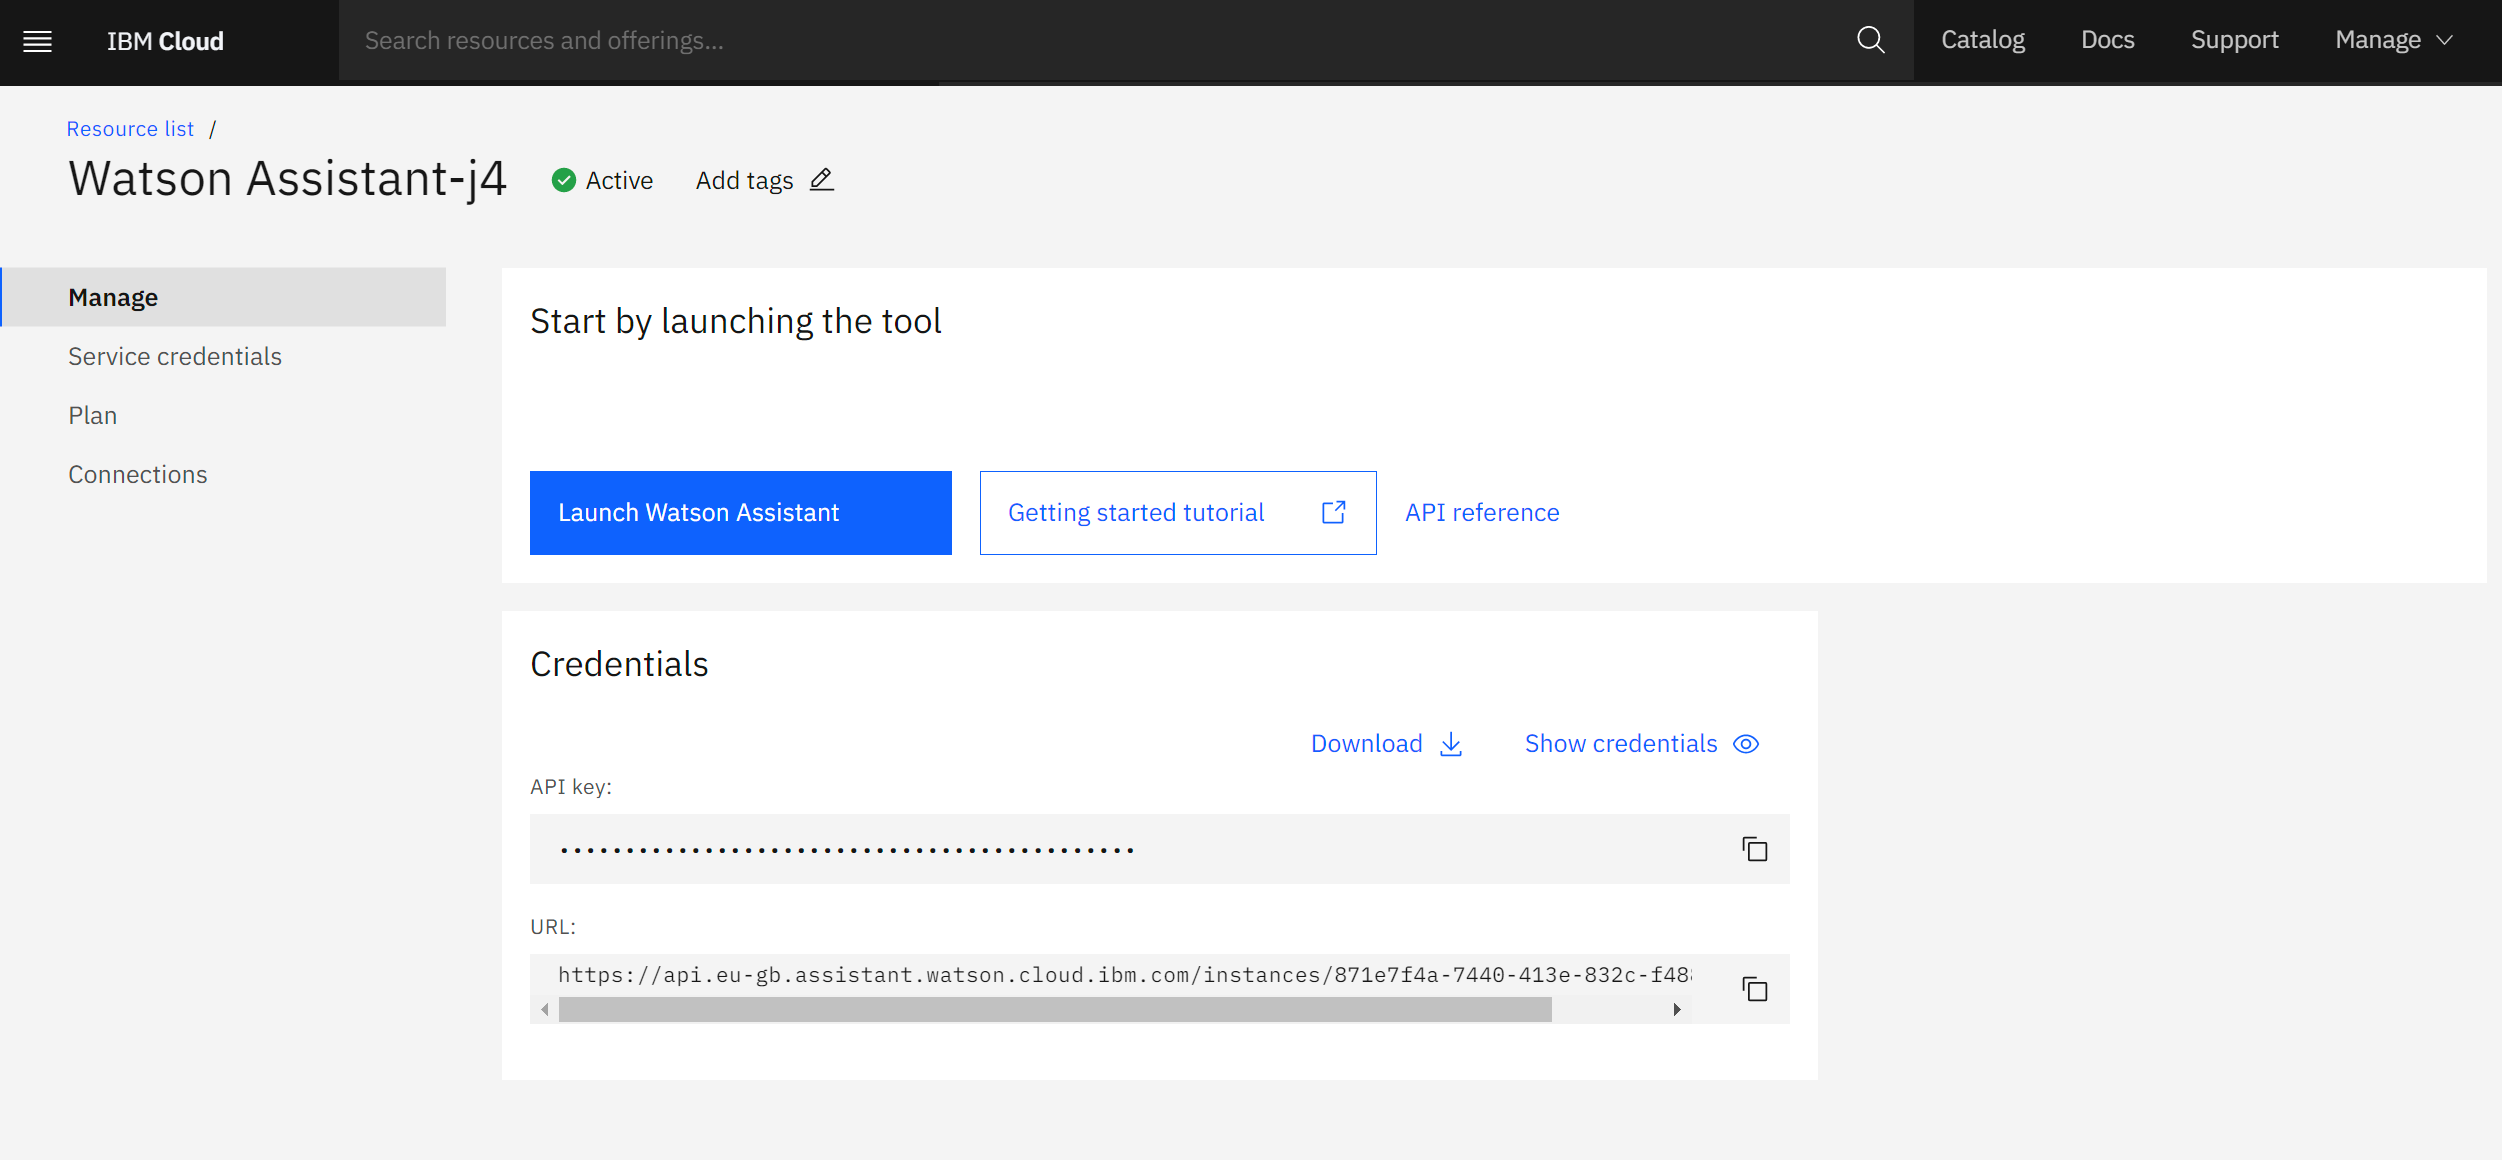 IBM Cloud
Search resources and offerings...
Catalog
Docs
Support
Manage
Resource list /
Watson Assistant-j4
Active
Add tags
Manage
Service credentials
Plan
Connections
Start by launching the tool
Launch Watson Assistant
Getting started tutorial
API reference
Credentials
Download
Show credentials
API key:
••••••••••••••••••••••••••••••••••••••••••••
URL:
https://api.eu-gb.assistant.watson.cloud.ibm.com/instances/871e7f4a-7440-413e-832c-f48